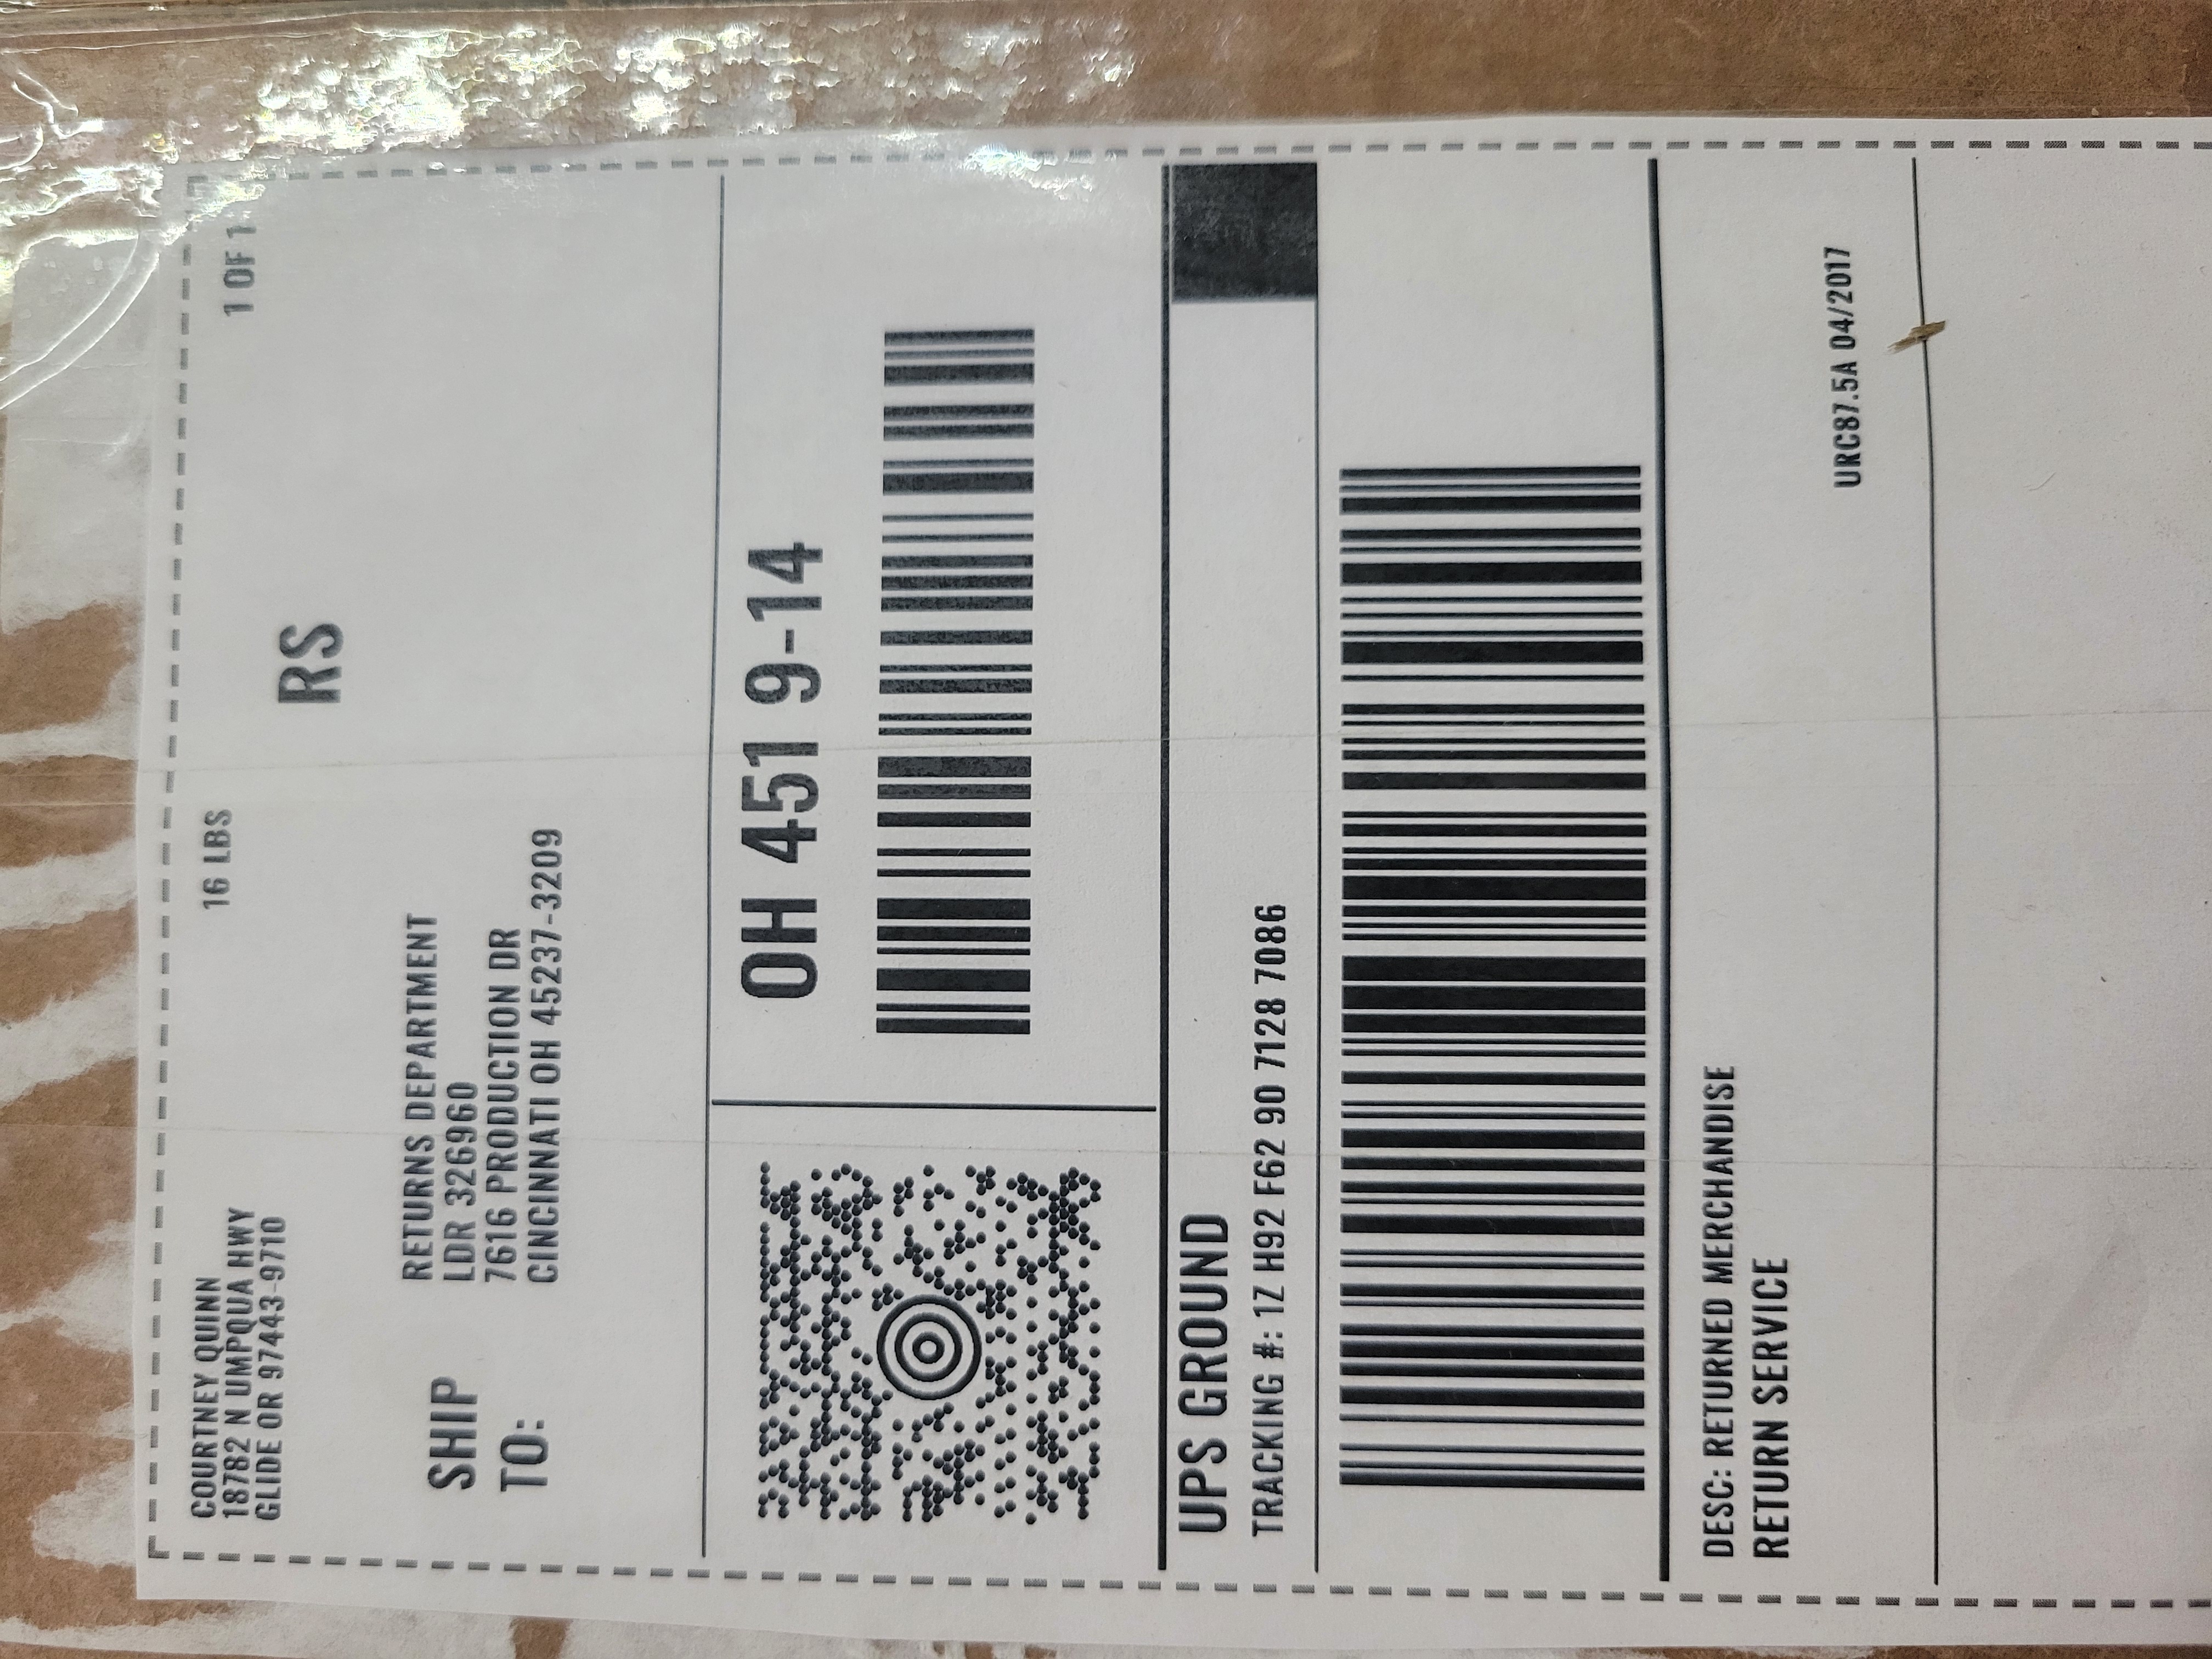 COURTNEY QUINN
18782 N UMPQUA HWY
GLIDE OR 97443-9710
16 LBS
1 OF 1
RS
SHIP
TO:
RETURNS DEPARTMENT
LDR 326960
7616 PRODUCTION DR
CINCINNATI OH 45237-3209
OH 451 9-14
UPS GROUND
TRACKING #: 1Z H92 F62 90 7128 7086
DESC: RETURNED MERCHANDISE
RETURN SERVICE
URC87.5A 04/2017